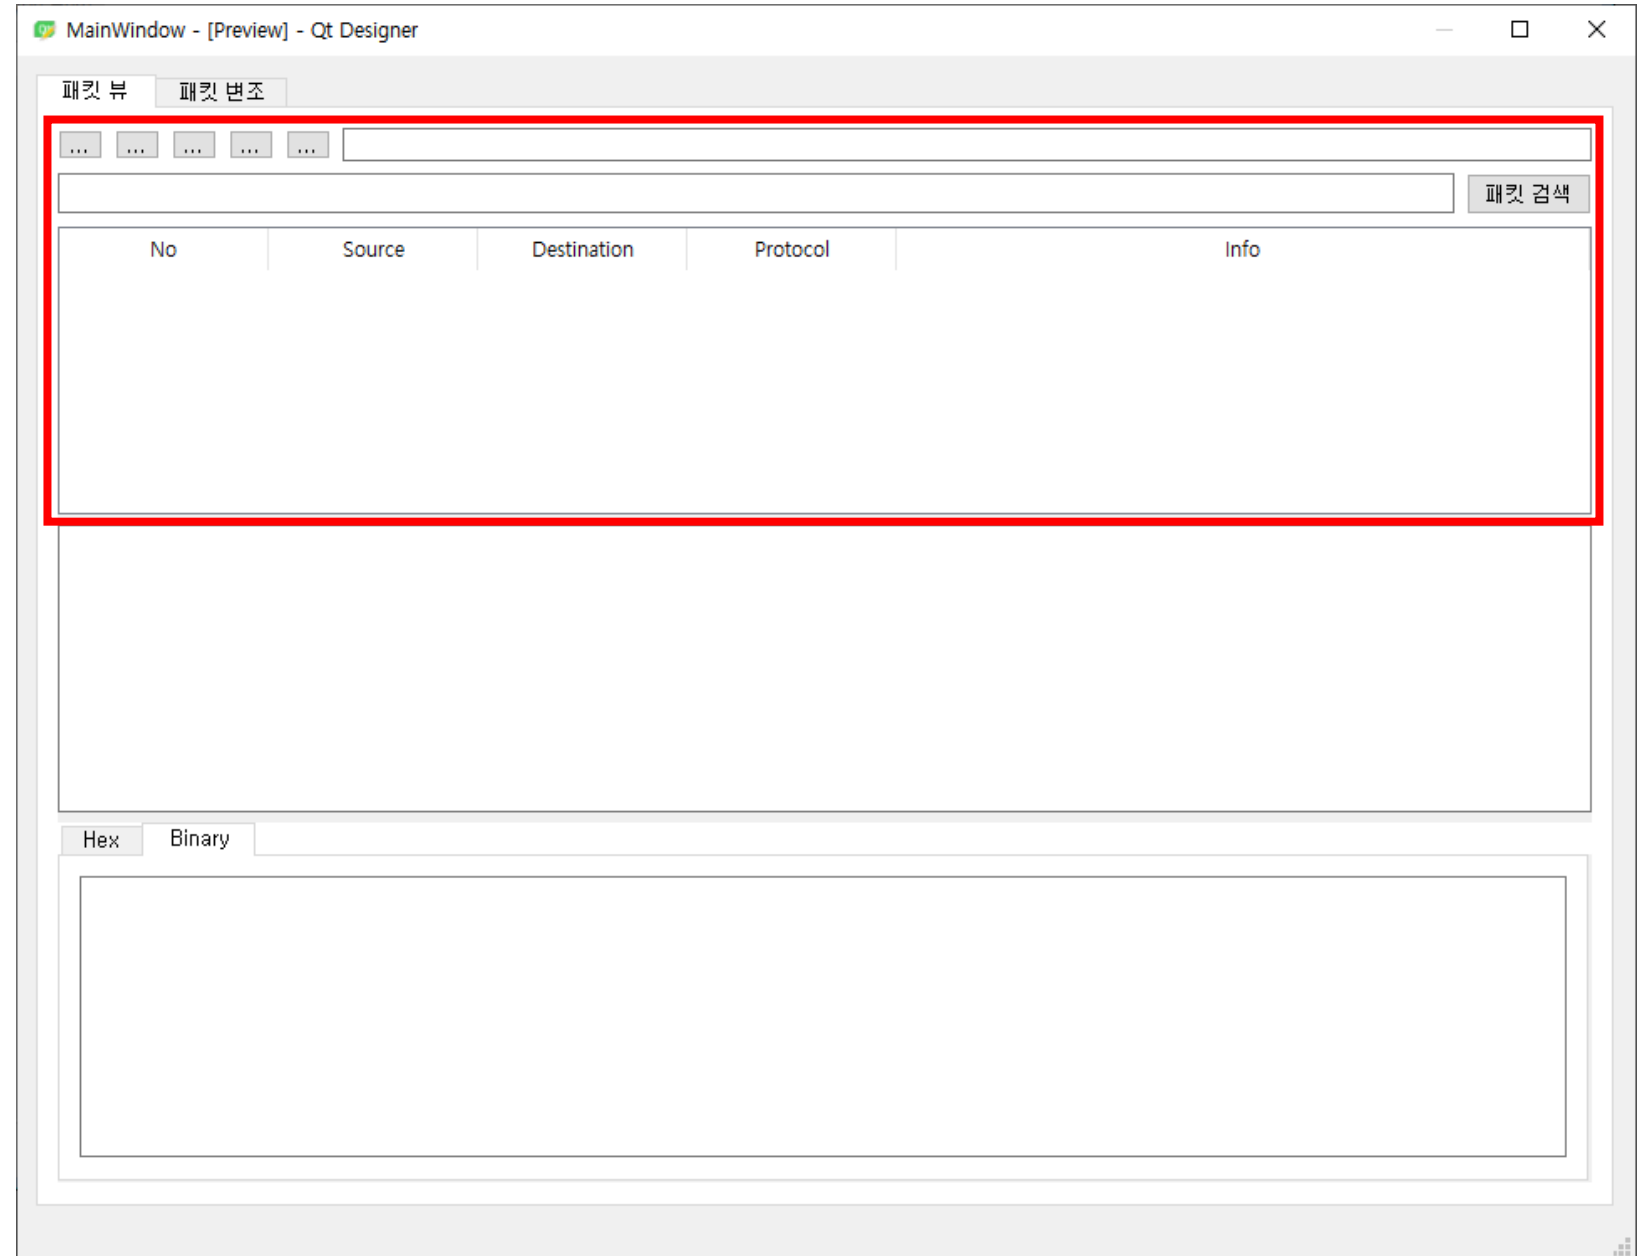 MainWindow - [Preview] - Qt Designer
패킷 뷰 패킷 변조
... ... ... ... ...
패킷 검색
No Source Destination Protocol Info
Hex Binary